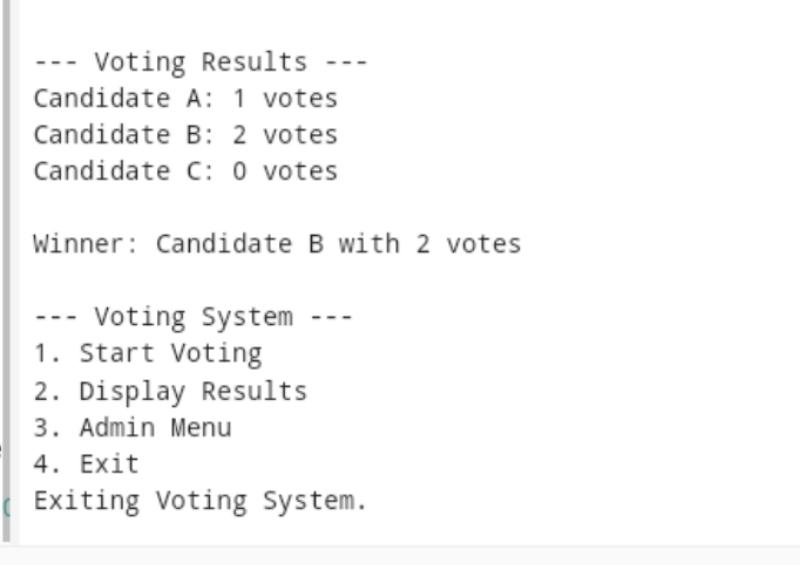 --- Voting Results ---
Candidate A: 1 votes
Candidate B: 2 votes
Candidate C: 0 votes
Winner: Candidate B with 2 votes
--- Voting System ---
1. Start Voting
2. Display Results
3. Admin Menu
4. Exit
Exiting Voting System.